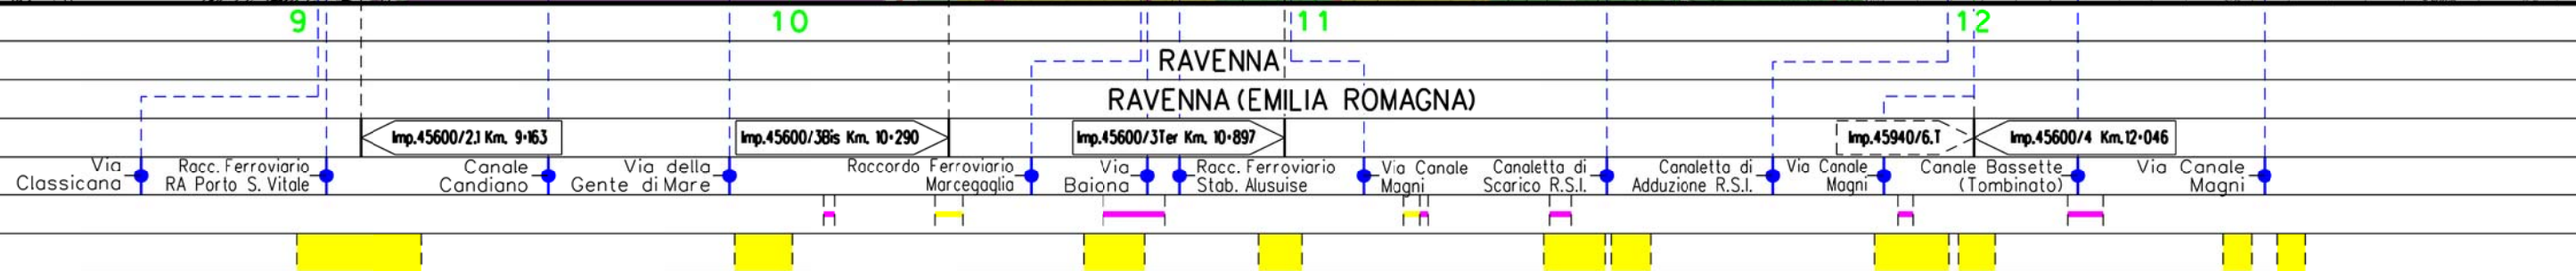 9 10 11 12
RAVENNA
RAVENNA (EMILIA ROMAGNA)
Imp.45600/2.1 Km. 9+163
Imp.45600/3Bis Km. 10+290
Imp.45600/3Ter Km. 10+897
Imp.45940/6.T
Imp.45600/4 Km.12+046
Via
Classicana
Racc. Ferroviario
RA Porto S. Vitale
Canale
Candiano
Via della
Gente di Mare
Raccordo Ferroviario
Marcegaglia
Via
Baiona
Racc. Ferroviario
Stab. Alusuise
Via Canale
Magni
Canaletta di
Scarico R.S.I.
Canaletta di
Adduzione R.S.I.
Via Canale
Magni
Canale Bassette
(Tombinato)
Via Canale
Magni